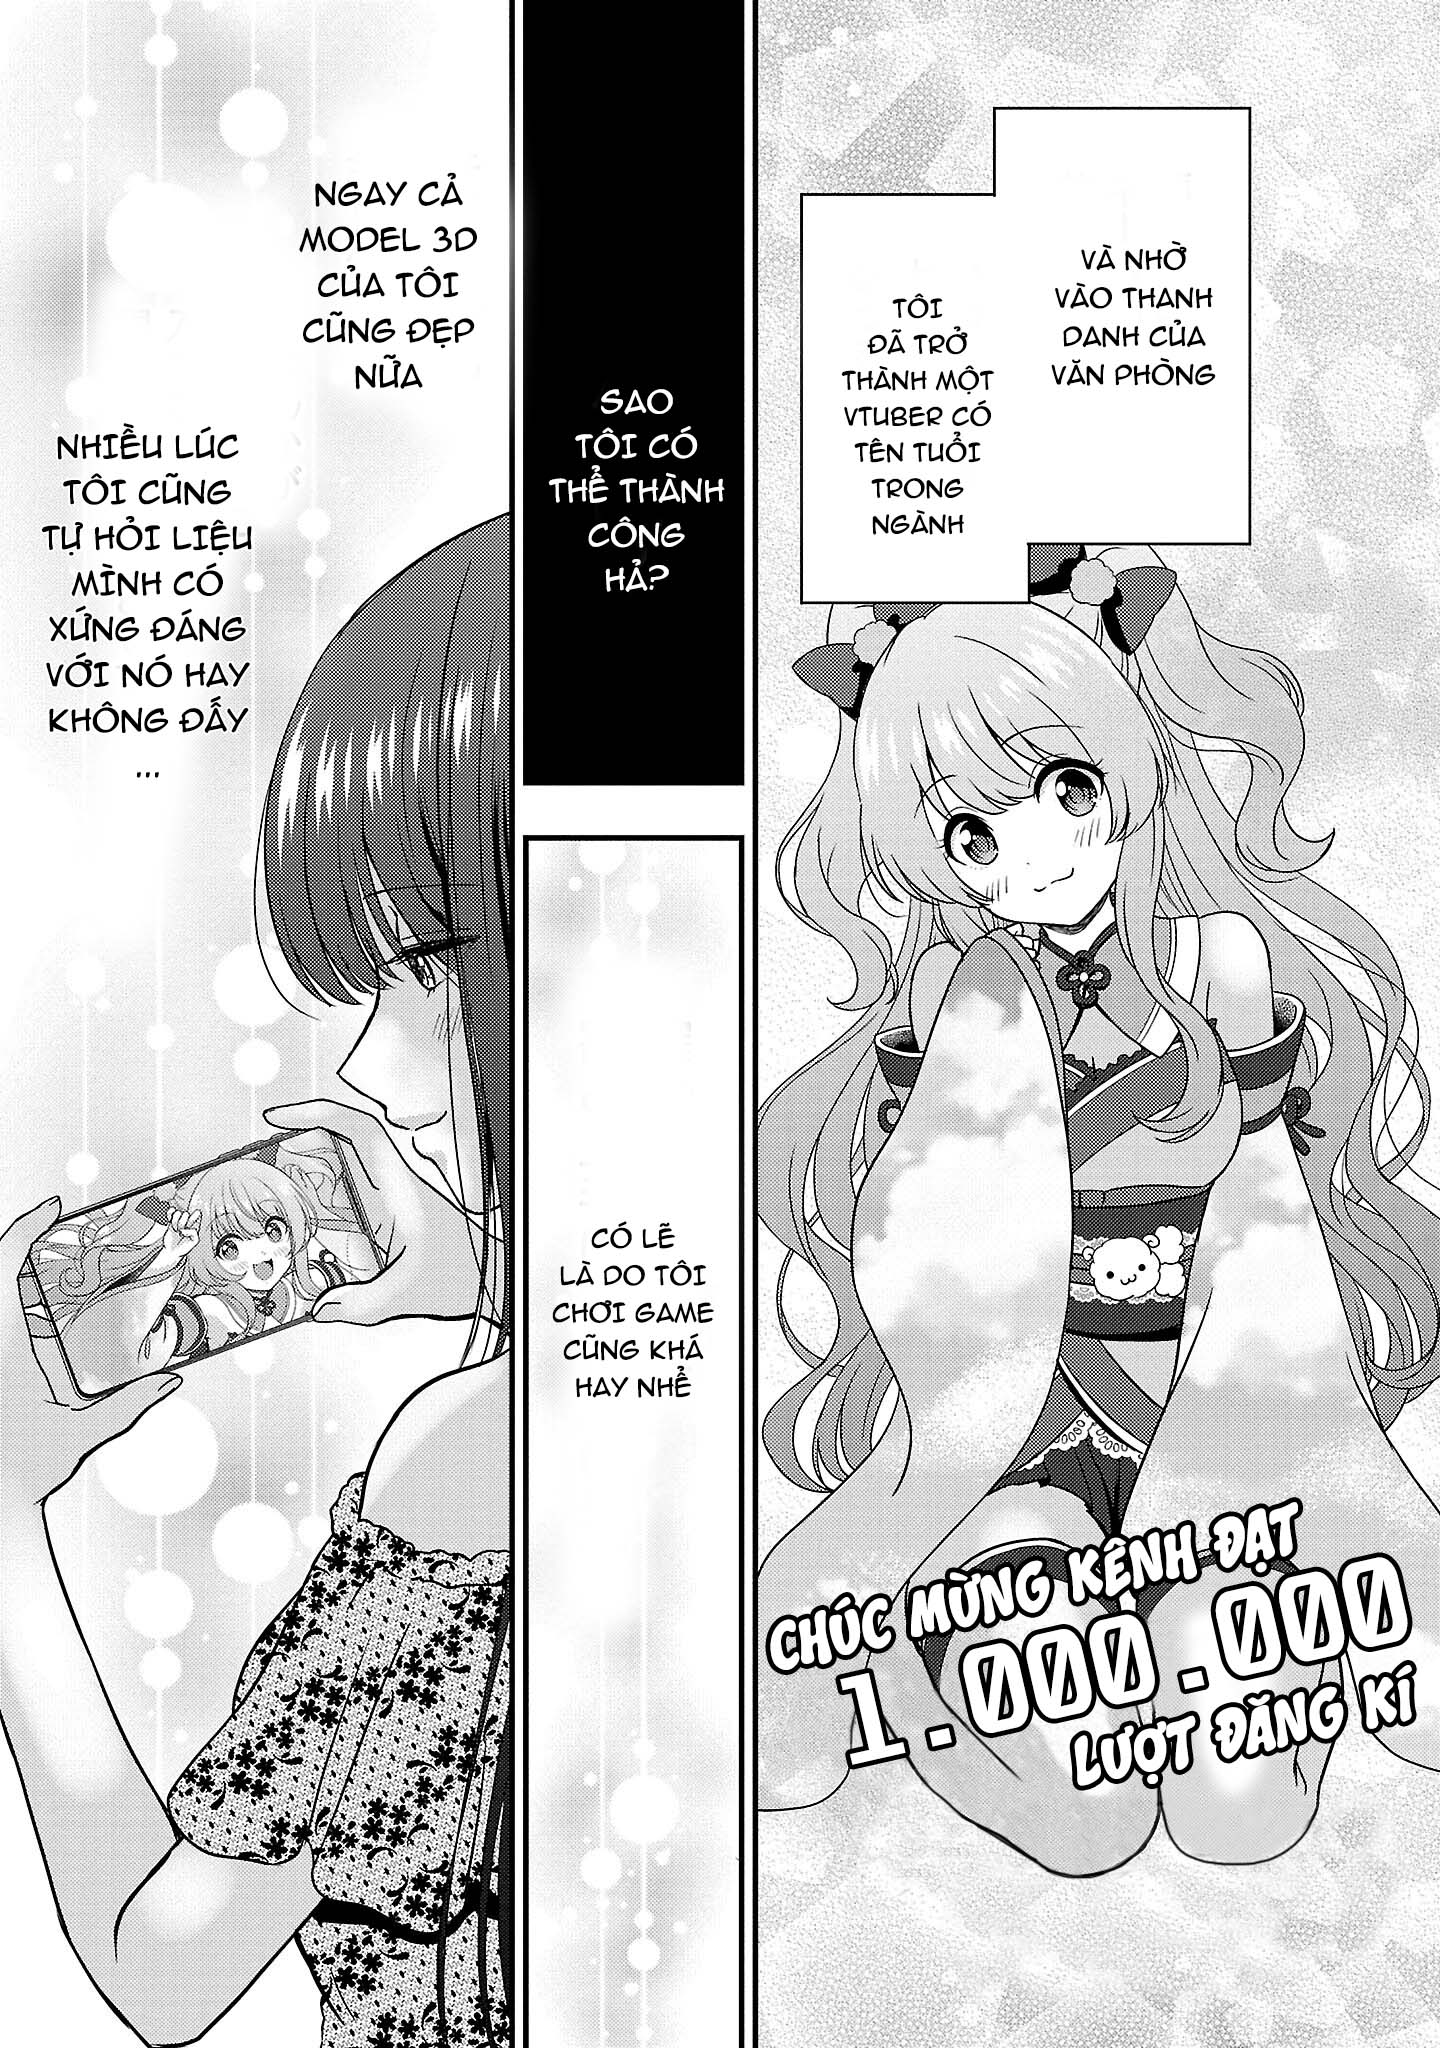 VÀ NHỜ
VÀO THANH
DANH CỦA
VĂN PHÒNG
TÔI
ĐÃ TRỞ
THÀNH MỘT
VTUBER CÓ
TÊN TUỔI
TRONG
NGÀNH
CHÚC MỪNG KÊNH ĐẠT
1.000.000
LƯỢT ĐĂNG KÍ
SAO
TÔI CÓ
THỂ THÀNH
CÔNG
HẢ?
CÓ LẼ
LÀ DO TÔI
CHƠI GAME
CŨNG KHÁ
HAY NHỂ
NGAY CẢ
MODEL 3D
CỦA TÔI
CŨNG ĐẸP
NỮA
NHIỀU LÚC
TÔI CŨNG
TỰ HỎI LIỆU
MÌNH CÓ
XỨNG ĐÁNG
VỚI NÓ HAY
KHÔNG ĐẤY
...